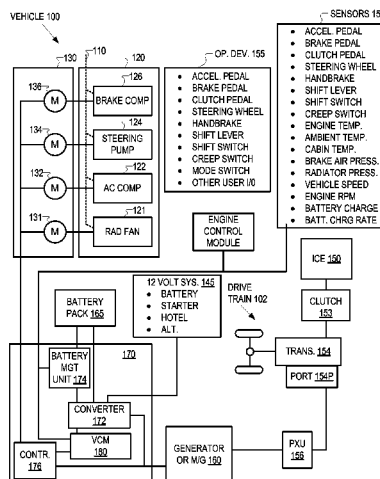 VEHICLE 100
SENSORS 15
110
130
120
136
M
126
BRAKE COMP
134
M
124
STEERING
PUMP
132
M
122
AC COMP
131
M
121
RAD FAN
OP. DEV. 155
• ACCEL. PEDAL
• BRAKE PEDAL
• CLUTCH PEDAL
• STEERING WHEEL
• HANDBRAKE
• SHIFT LEVER
• SHIFT SWITCH
• CREEP SWITCH
• MODE SWITCH
• OTHER USER I/O
• ACCEL. PEDAL
• BRAKE PEDAL
• CLUTCH PEDAL
• STEERING WHEEL
• HANDBRAKE
• SHIFT LEVER
• SHIFT SWITCH
• CREEP SWITCH
• ENGINE TEMP.
• AMBIENT TEMP.
• CABIN TEMP.
• BRAKE AIR PRESS.
• RADIATOR PRESS.
• VEHICLE SPEED
• ENGINE RPM
• BATTERY CHARGE
• BATT. CHRG RATE
ENGINE
CONTROL
MODULE
ICE 150
CLUTCH
153
DRIVE
TRAIN 102
TRANS. 154
PORT 154P
12 VOLT SYS. 145
• BATTERY
• STARTER
• HOTEL
• ALT.
BATTERY
PACK 165
170
BATTERY
MGT
UNIT 174
CONVERTER
172
VCM
180
CONTR.
176
GENERATOR
OR M/G 160
PXU
156